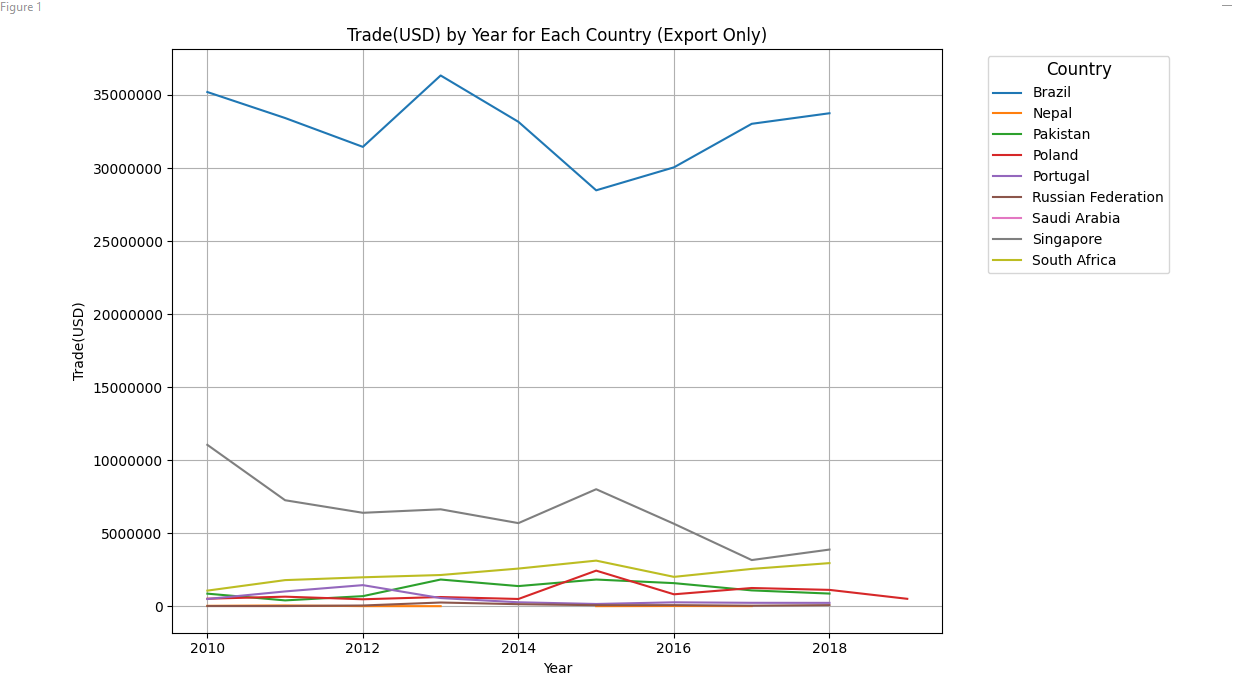 Figure 1
Trade(USD) by Year for Each Country (Export Only)
Trade(USD)
35000000
30000000
25000000
20000000
15000000
10000000
5000000
0
2010 2012 2014 2016 2018
Year
Country
Brazil
Nepal
Pakistan
Poland
Portugal
Russian Federation
Saudi Arabia
Singapore
South Africa